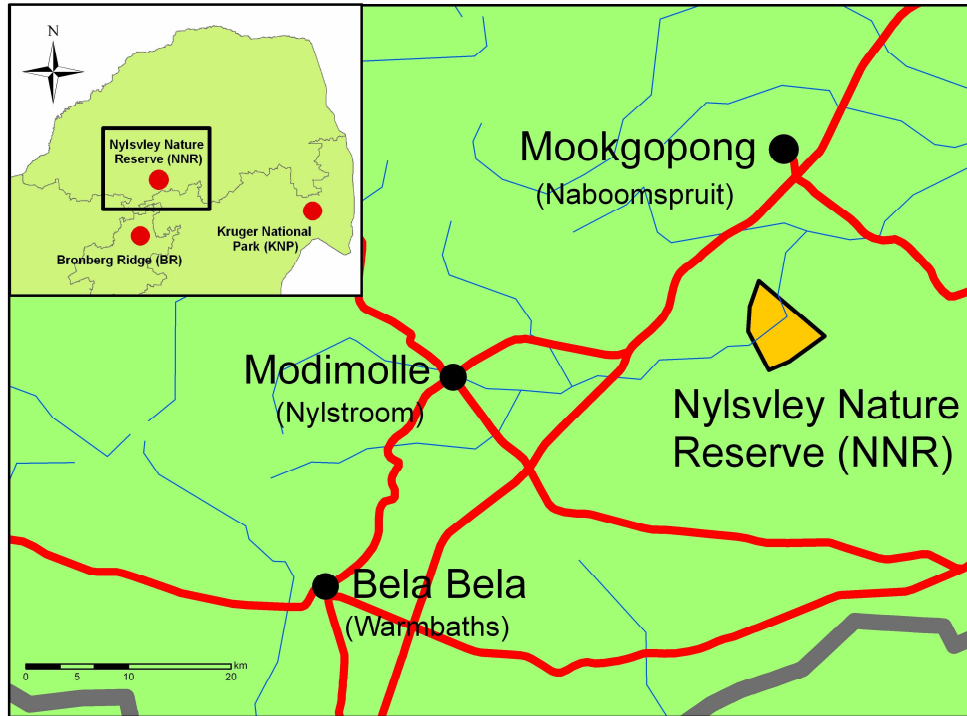 N
Nylsvley Nature
Reserve (NNR)
Kruger National
Park (KNP)
Bronberg Ridge (BR)
Mookgopong
(Naboomspruit)
Modimolle
(Nylstroom)
Nylsvley Nature
Reserve (NNR)
Bela Bela
(Warmbaths)
km
0 5 10 20